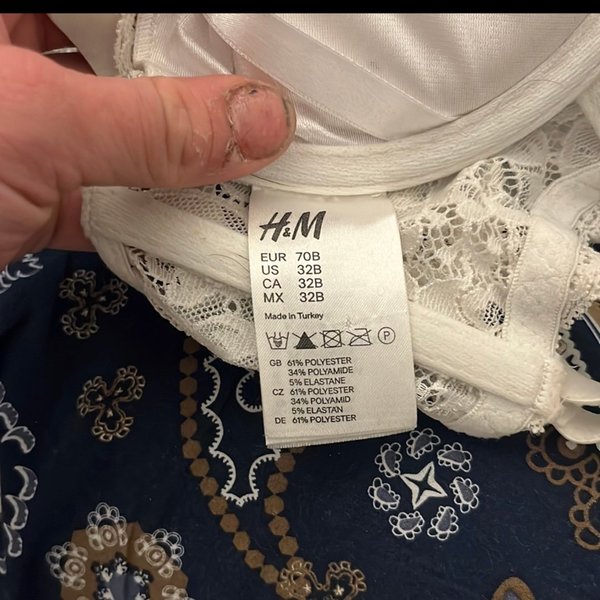 H&M
EUR 70B
US 32B
CA 32B
MX 32B
Made in Turkey
P
GB 61% POLYESTER
34% POLYAMIDE
5% ELASTANE
CZ 61% POLYESTER
34% POLYAMID
5% ELASTAN
DE 61% POLYESTER